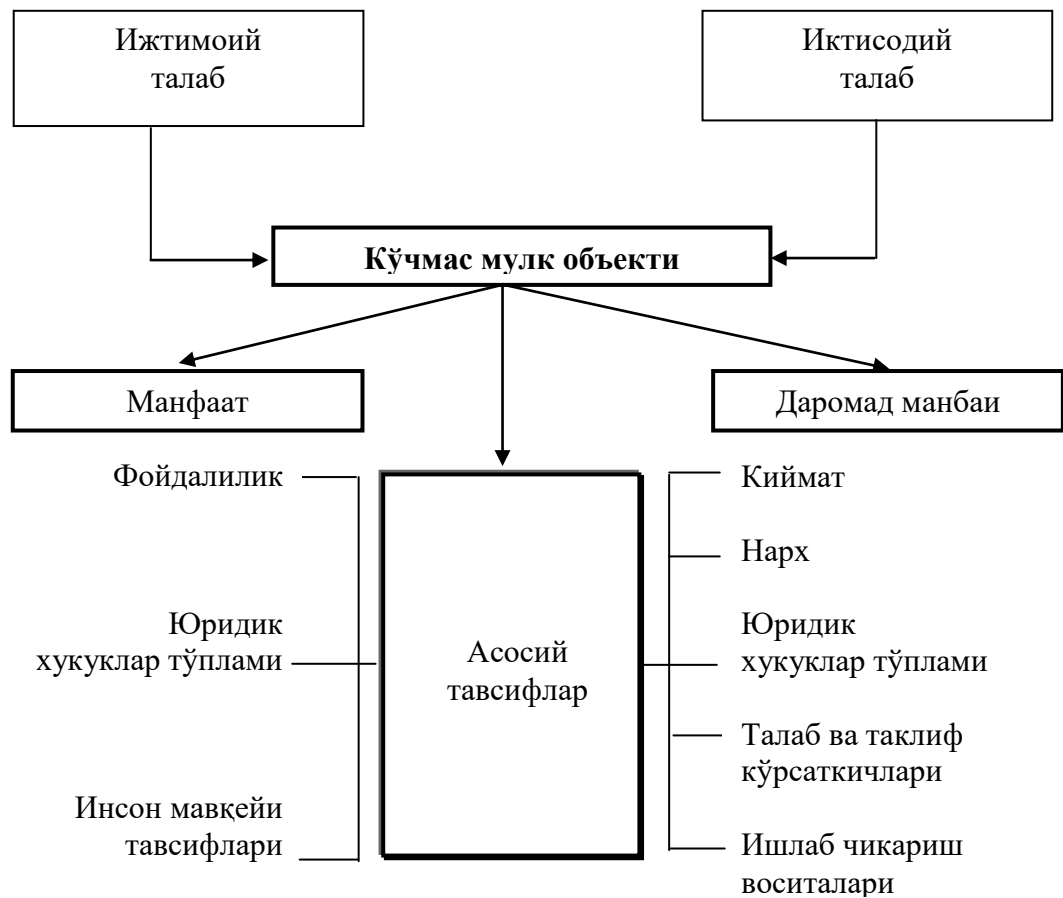 Ижтимоий
талаб
Иктисодий
талаб
Кўчмас мулк объекти
Манфаат
Даромад манбаи
Фойдалилик
Юридик
хукуклар тўплами
Инсон мавқейи
тавсифлари
Асосий
тавсифлар
Киймат
Нарх
Юридик
хукуклар тўплами
Талаб ва таклиф
кўрсаткичлари
Ишлаб чикариш
воситалари